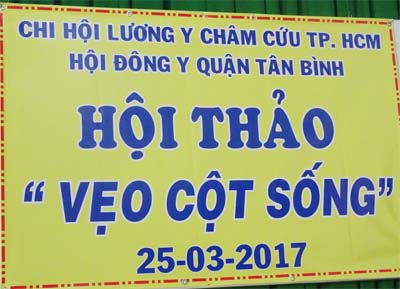 CHI HỘI LƯƠNG Y CHÂM CỨU TP. HCM
HỘI ĐÔNG Y QUẬN TÂN BÌNH
HỘI THẢO
“ VẸO CỘT SỐNG”
25-03-2017